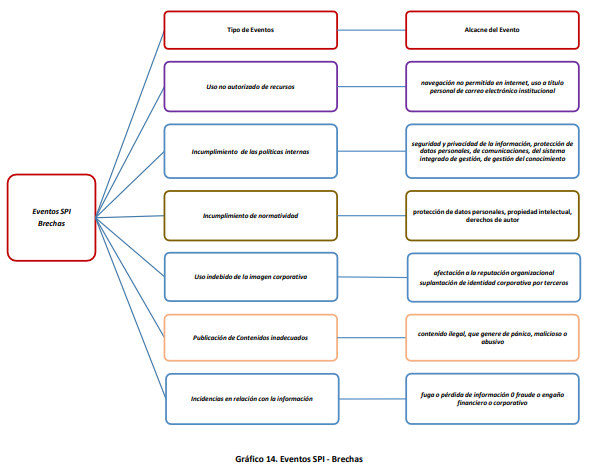 Tipo de Eventos
Alcacne del Evento
Uso no autorizado de recursos
navegación no permitida en internet, uso a título
personal de correo electrónico institucional
Incumplimiento de las políticas internas
seguridad y privacidad de la información, protección de
datos personales, de comunicaciones, del sistema
integrado de gestión, de gestión del conocimiento
Eventos SPI
Brechas
Incumplimiento de normatividad
protección de datos personales, propiedad intelectual,
derechos de autor
Uso indebido de la imagen corporativa
afectación a la reputación organizacional
suplantación de identidad corporativa por terceros
Publicación de Contenidos inadecuados
contenido ilegal, que genere de pánico, malicioso o
abusivo
Incidencias en relación con la información
fuga o pérdida de información 0 fraude o engaño
financiero o corporativo
Gráfico 14. Eventos SPI - Brechas